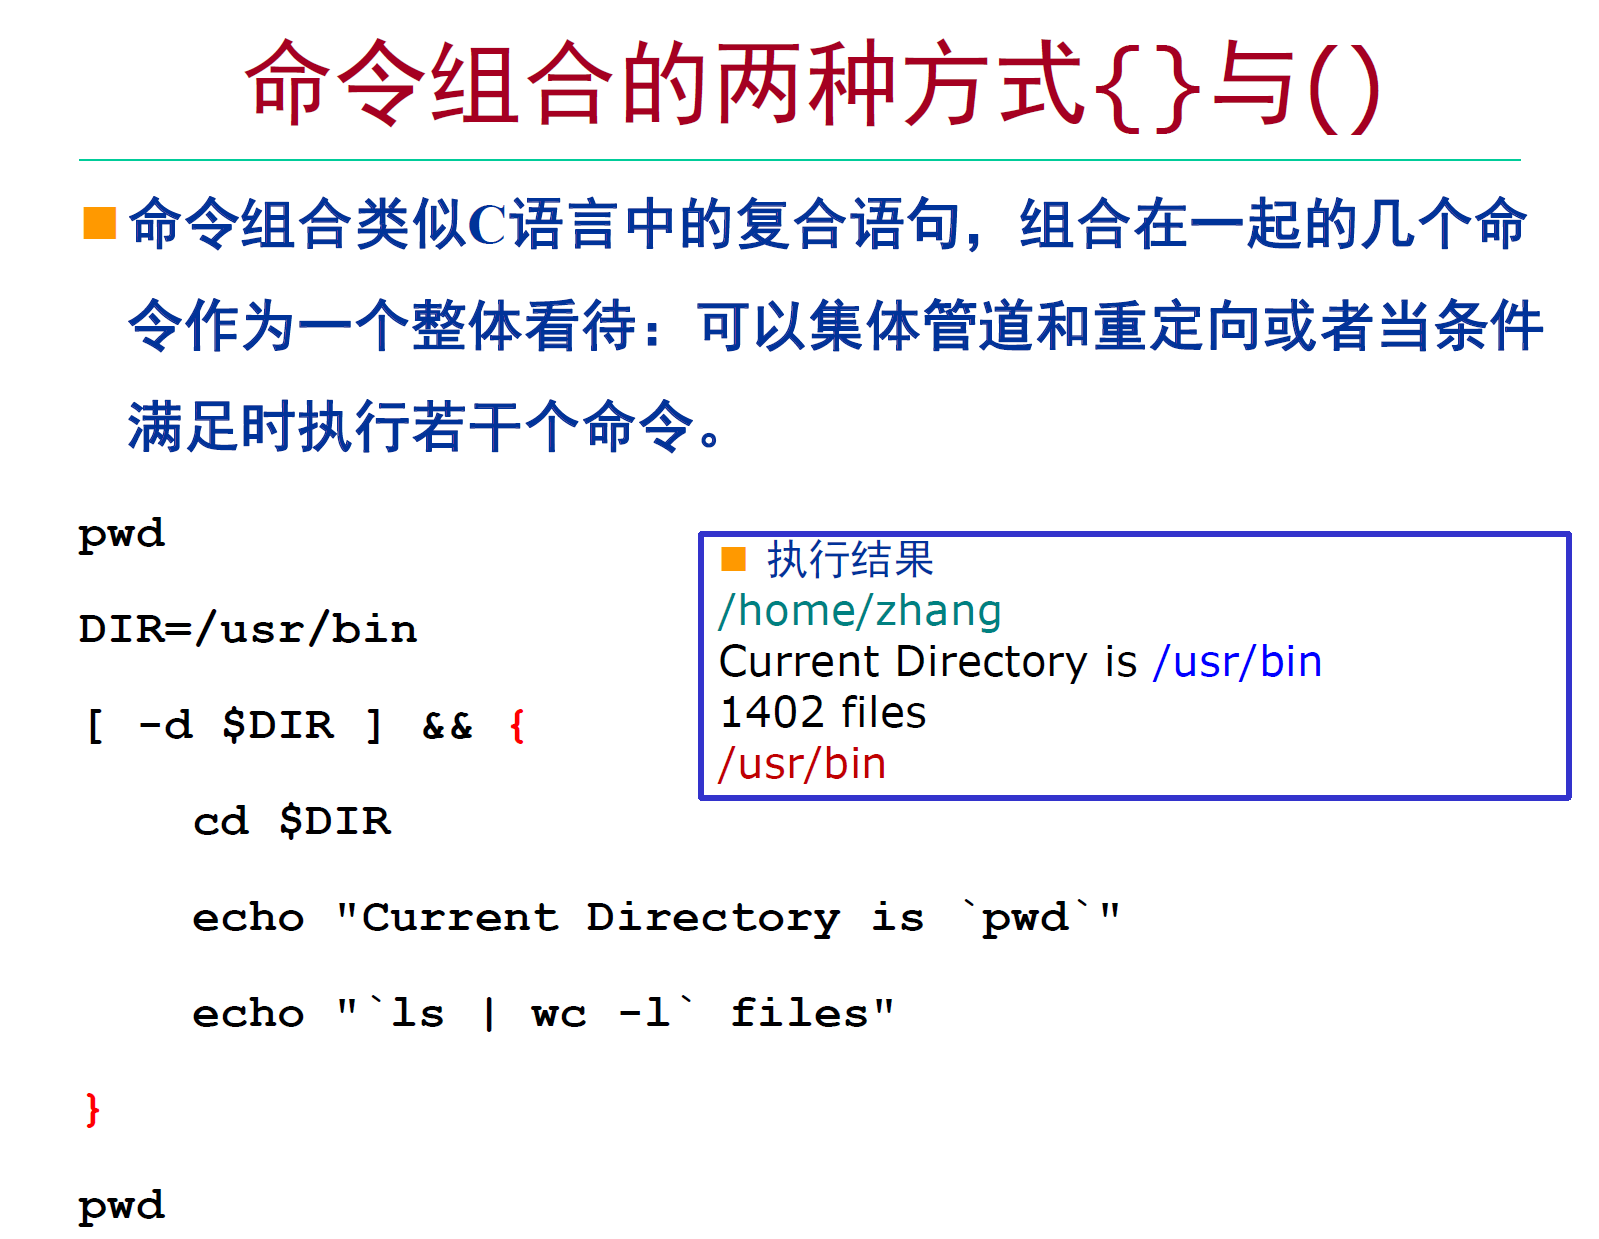 命令组合的两种方式{}与()
命令组合类似C语言中的复合语句，组合在一起的几个命
令作为一个整体看待：可以集体管道和重定向或者当条件
满足时执行若干个命令。
pwd
DIR=/usr/bin
[ -d $DIR ] && {
    cd $DIR
    echo "Current Directory is `pwd`"
    echo "`ls | wc -l` files"
}
pwd
执行结果
/home/zhang
Current Directory is /usr/bin
1402 files
/usr/bin